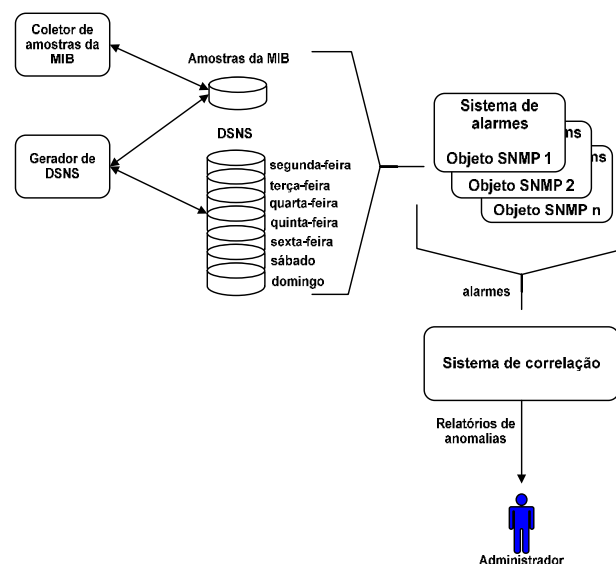 Coletor de
amostras da
MIB
Amostras da MIB
Gerador de
DSNS
DSNS
segunda-feira
terça-feira
quarta-feira
quinta-feira
sexta-feira
sábado
domingo
Sistema de
alarmes
Objeto SNMP 1
ms
Objeto SNMP 2
ms
Objeto SNMP n
alarmes
Sistema de correlação
Relatórios de
anomalias
Administrador